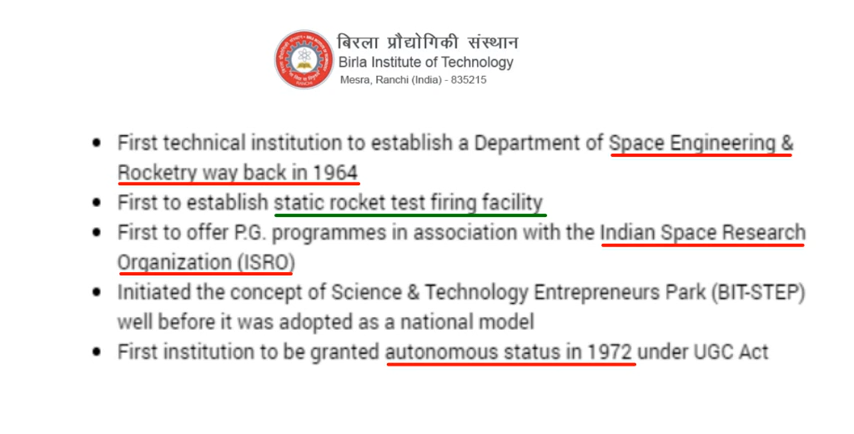 बिरला प्रौद्योगिकी संस्थान
Birla Institute of Technology
Mesra, Ranchi (India) - 835215
• First technical institution to establish a Department of Space Engineering &
Rocketry way back in 1964
• First to establish static rocket test firing facility
• First to offer P.G. programmes in association with the Indian Space Research
Organization (ISRO)
• Initiated the concept of Science & Technology Entrepreneurs Park (BIT-STEP)
well before it was adopted as a national model
• First institution to be granted autonomous status in 1972 under UGC Act